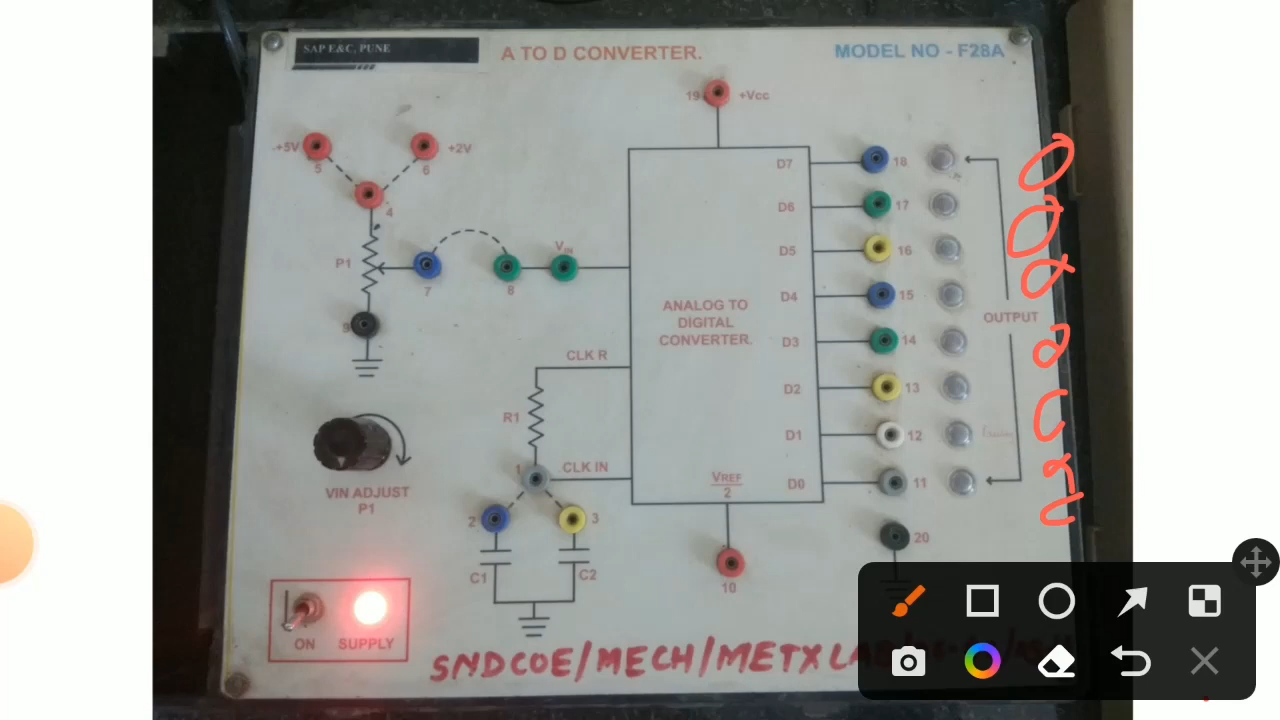 SAP E&C, PUNE
A TO D CONVERTER.
MODEL NO - F28A
19
+Vcc
+5V
5
+2V
6
4
P1
7
8
VIN
9
D7
18
D6
17
D5
16
D4
15
D3
14
D2
13
D1
12
D0
11
20
OUTPUT
ANALOG TO
DIGITAL
CONVERTER.
CLK R
R1
CLK IN
1
2
3
C1
C2
VREF
2
10
VIN ADJUST
P1
ON
SUPPLY
SNDCOE/MECH/METX LAB